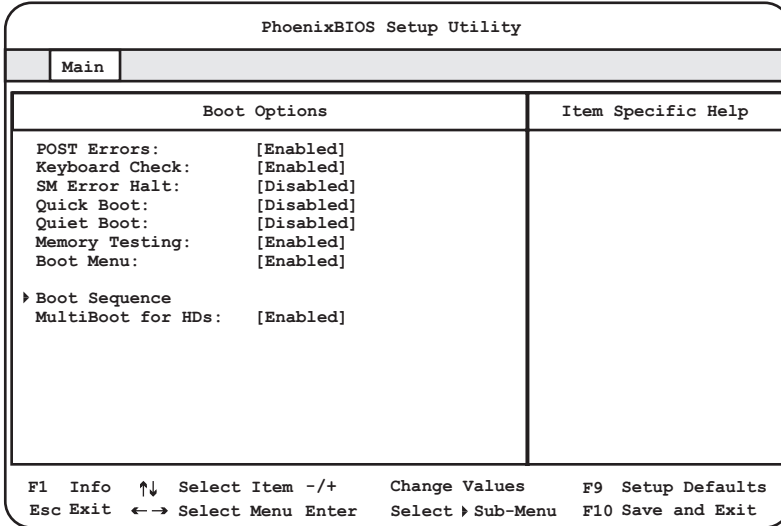 PhoenixBIOS Setup Utility
Main
Boot Options
Item Specific Help
POST Errors: [Enabled]
Keyboard Check: [Enabled]
SM Error Halt: [Disabled]
Quick Boot: [Disabled]
Quiet Boot: [Disabled]
Memory Testing: [Enabled]
Boot Menu: [Enabled]
Boot Sequence
MultiBoot for HDs: [Enabled]
F1 Info ↑↓ Select Item -/+ Change Values F9 Setup Defaults
Esc Exit ←→ Select Menu Enter Select ▶ Sub-Menu F10 Save and Exit